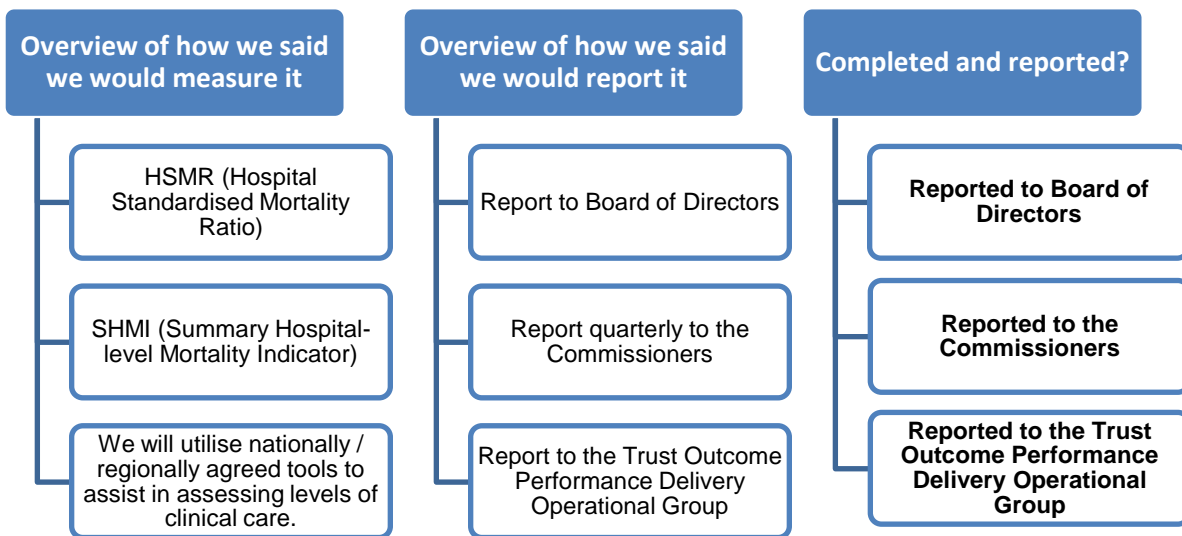 Overview of how we said
we would measure it
HSMR (Hospital
Standardised Mortality
Ratio)
SHMI (Summary Hospital-
level Mortality Indicator)
We will utilise nationally /
regionally agreed tools to
assist in assessing levels of
clinical care.
Overview of how we said
we would report it
Report to Board of Directors
Report quarterly to the
Commissioners
Report to the Trust Outcome
Performance Delivery
Operational Group
Completed and reported?
Reported to Board of
Directors
Reported to the
Commissioners
Reported to the Trust
Outcome Performance
Delivery Operational
Group